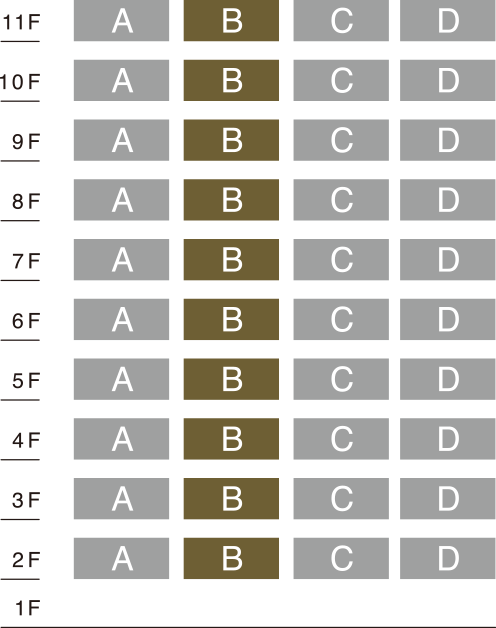 11F A B C D
10F A B C D
9F A B C D
8F A B C D
7F A B C D
6F A B C D
5F A B C D
4F A B C D
3F A B C D
2F A B C D
1F